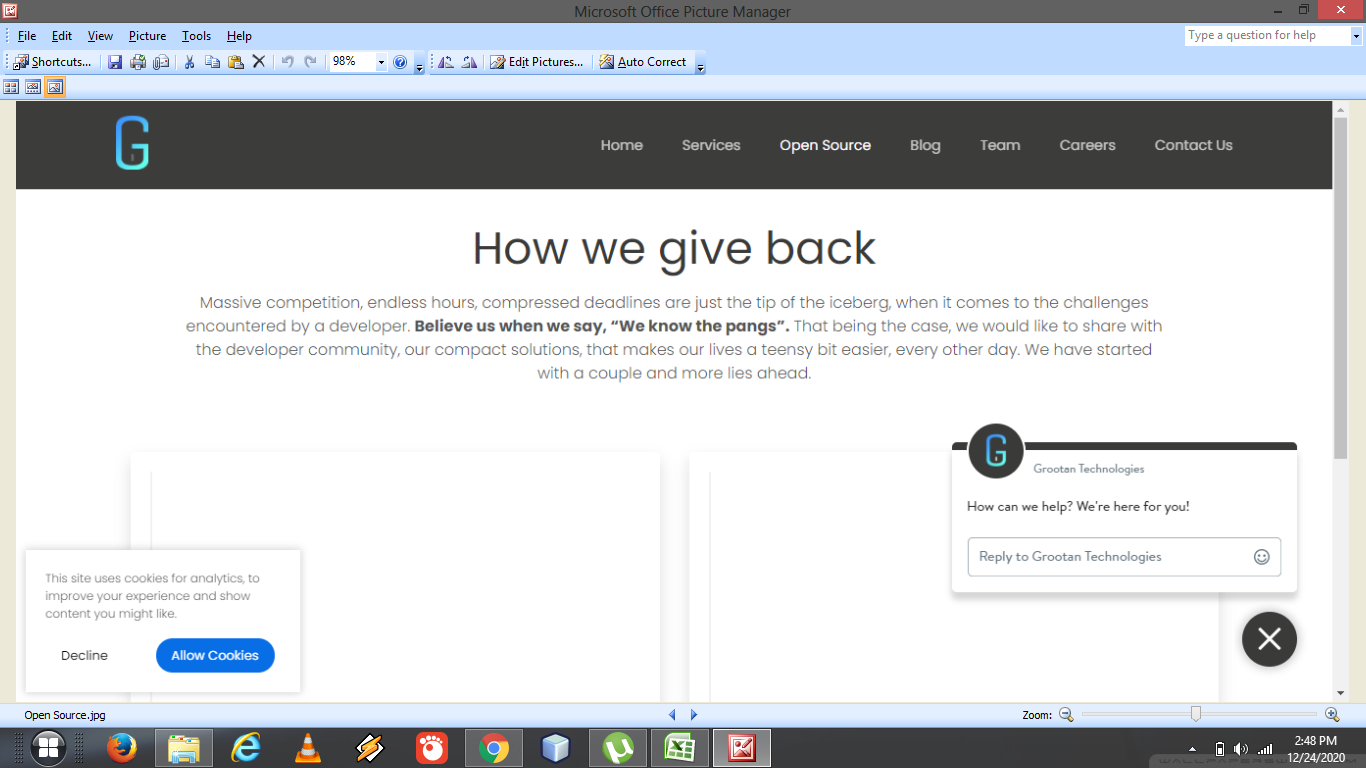 Microsoft Office Picture Manager
File Edit View Picture Tools Help
Type a question for help
Shortcuts...
98%
Edit Pictures...
Auto Correct
G
Home Services Open Source Blog Team Careers Contact Us
How we give back
Massive competition, endless hours, compressed deadlines are just the tip of the iceberg, when it comes to the challenges
encountered by a developer. Believe us when we say, “We know the pangs”. That being the case, we would like to share with
the developer community, our compact solutions, that makes our lives a teensy bit easier, every other day. We have started
with a couple and more lies ahead.
G
Grootan Technologies
How can we help? We're here for you!
Reply to Grootan Technologies
This site uses cookies for analytics, to
improve your experience and show
content you might like.
Decline
Allow Cookies
Open Source.jpg
Zoom:
2:48 PM
12/24/2020